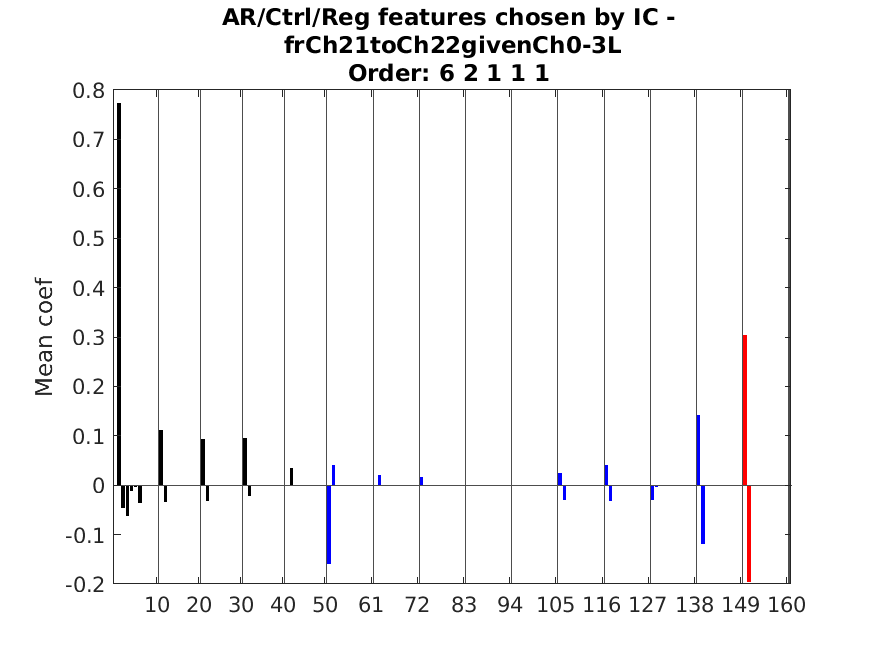 AR/Ctrl/Reg features chosen by IC -
frCh21toCh22givenCh0-3L
Order: 6 2 1 1 1
0.8
0.7
0.6
0.5
0.4
0.3
0.2
0.1
0
-0.1
-0.2
Mean coef
10 20 30 40 50 61 72 83 94 105 116 127 138 149 160